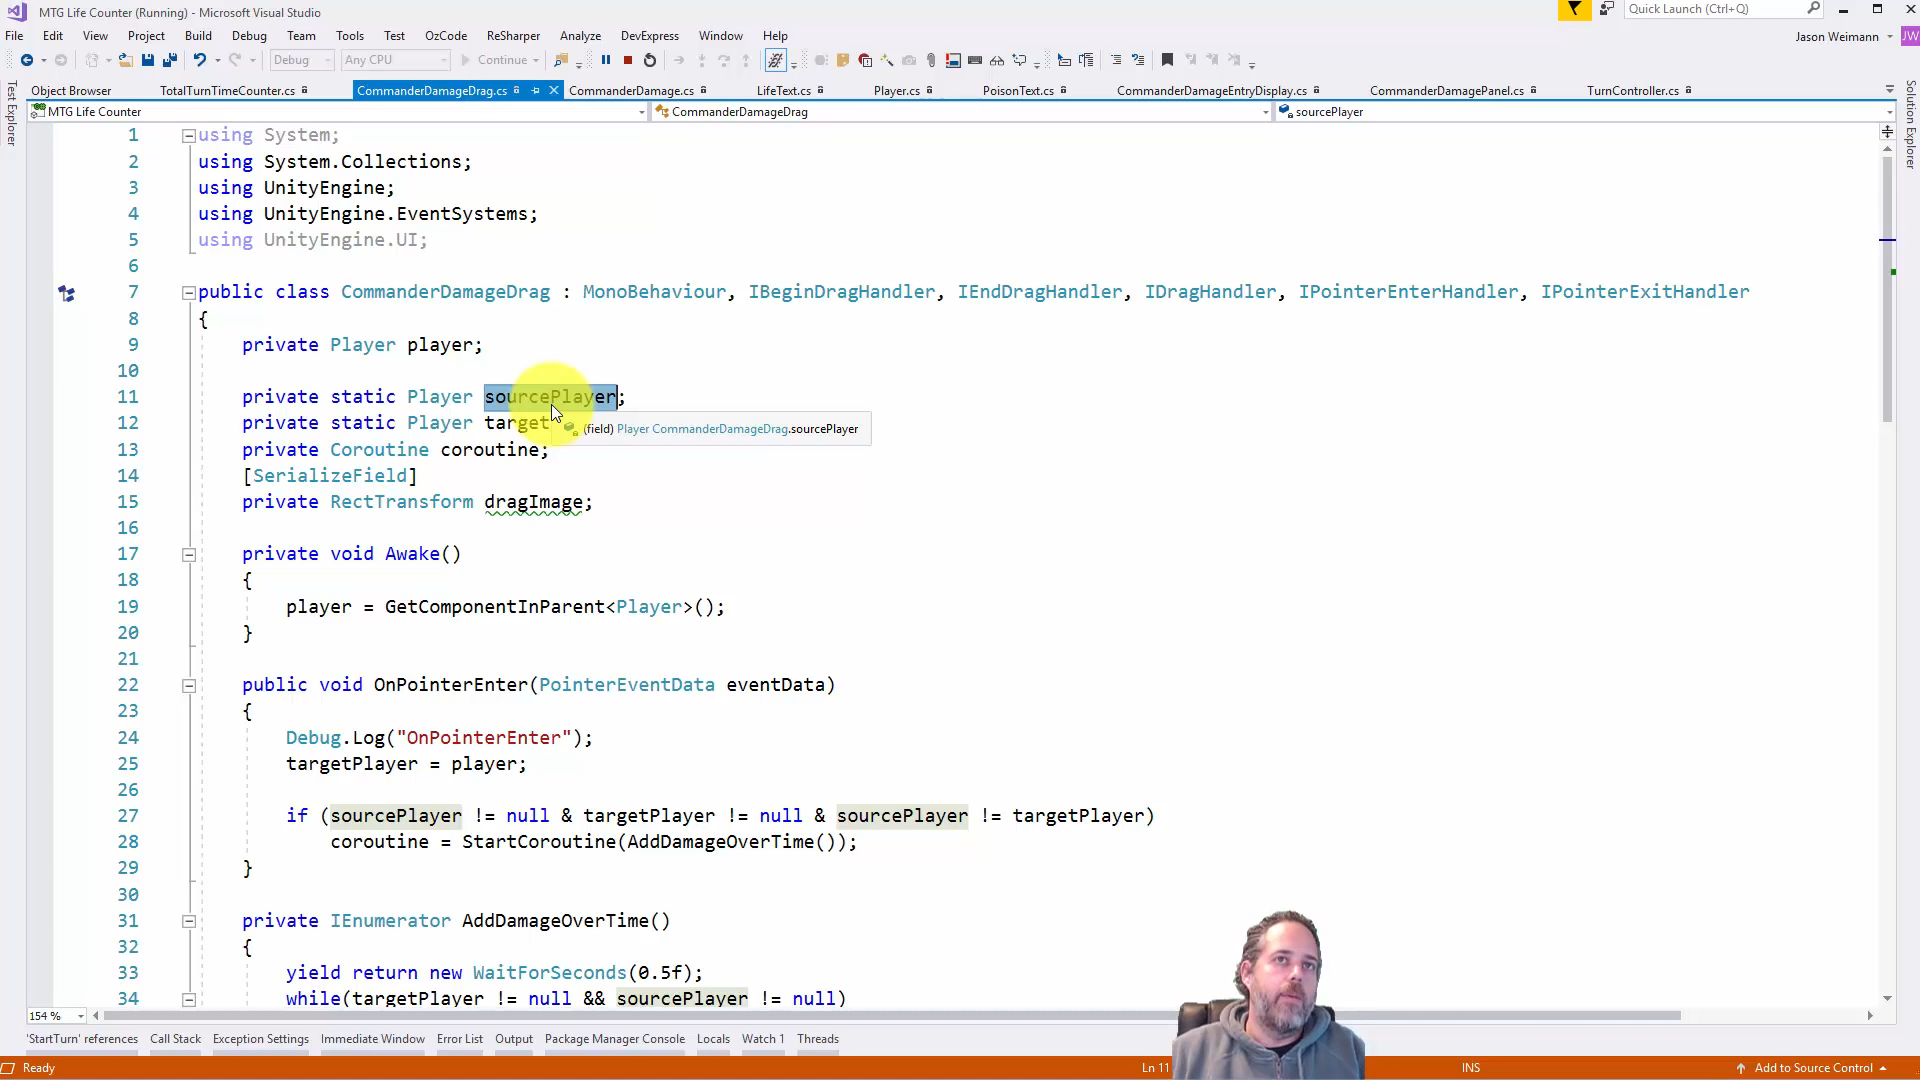 MTG Life Counter (Running) - Microsoft Visual Studio
Quick Launch (Ctrl+Q)
File Edit View Project Build Debug Team Tools Test OzCode ReSharper Analyze DevExpress Window Help
Jason Weimann JW
Debug Any CPU Continue
Object Browser TotalTurnTimeCounter.cs CommanderDamageDrag.cs CommanderDamage.cs LifeText.cs Player.cs PoisonText.cs CommanderDamageEntryDisplay.cs CommanderDamagePanel.cs TurnController.cs
MTG Life Counter CommanderDamageDrag sourcePlayer
Test Explorer
Solution Explorer
1 using System;
2 using System.Collections;
3 using UnityEngine;
4 using UnityEngine.EventSystems;
5 using UnityEngine.UI;
6
7 public class CommanderDamageDrag : MonoBehaviour, IBeginDragHandler, IEndDragHandler, IDragHandler, IPointerEnterHandler, IPointerExitHandler
8 {
9 private Player player;
10
11 private static Player sourcePlayer;
12 private static Player target
(field) Player CommanderDamageDrag.sourcePlayer
13 private Coroutine coroutine;
14 [SerializeField]
15 private RectTransform dragImage;
16
17 private void Awake()
18 {
19 player = GetComponentInParent<Player>();
20 }
21
22 public void OnPointerEnter(PointerEventData eventData)
23 {
24 Debug.Log("OnPointerEnter");
25 targetPlayer = player;
26
27 if (sourcePlayer != null & targetPlayer != null & sourcePlayer != targetPlayer)
28 coroutine = StartCoroutine(AddDamageOverTime());
29 }
30
31 private IEnumerator AddDamageOverTime()
32 {
33 yield return new WaitForSeconds(0.5f);
34 while(targetPlayer != null && sourcePlayer != null)
154 %
'StartTurn' references Call Stack Exception Settings Immediate Window Error List Output Package Manager Console Locals Watch 1 Threads
Ready Ln 11 INS Add to Source Control